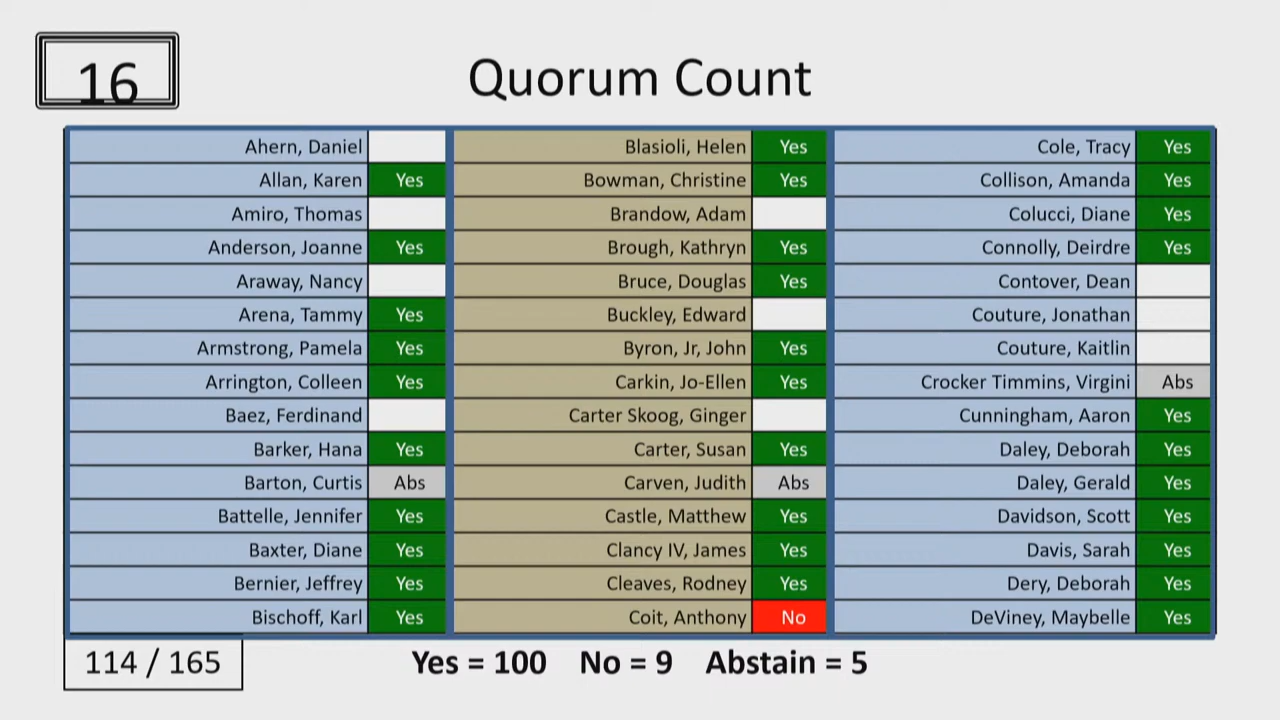 16
Quorum Count
Ahern, Daniel
Allan, Karen Yes
Amiro, Thomas
Anderson, Joanne Yes
Araway, Nancy
Arena, Tammy Yes
Armstrong, Pamela Yes
Arrington, Colleen Yes
Baez, Ferdinand
Barker, Hana Yes
Barton, Curtis Abs
Battelle, Jennifer Yes
Baxter, Diane Yes
Bernier, Jeffrey Yes
Bischoff, Karl Yes
Blasioli, Helen Yes
Bowman, Christine Yes
Brandow, Adam
Brough, Kathryn Yes
Bruce, Douglas Yes
Buckley, Edward
Byron, Jr, John Yes
Carkin, Jo-Ellen Yes
Carter Skoog, Ginger
Carter, Susan Yes
Carven, Judith Abs
Castle, Matthew Yes
Clancy IV, James Yes
Cleaves, Rodney Yes
Coit, Anthony No
Cole, Tracy Yes
Collison, Amanda Yes
Colucci, Diane Yes
Connolly, Deirdre Yes
Contover, Dean
Couture, Jonathan
Couture, Kaitlin
Crocker Timmins, Virgini Abs
Cunningham, Aaron Yes
Daley, Deborah Yes
Daley, Gerald Yes
Davidson, Scott Yes
Davis, Sarah Yes
Dery, Deborah Yes
DeViney, Maybelle Yes
114 / 165
Yes = 100 No = 9 Abstain = 5